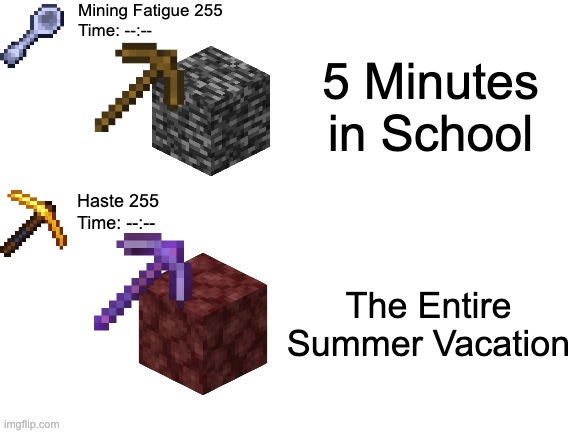 Mining Fatigue 255
Time: --:--
5 Minutes
in School
Haste 255
Time: --:--
The Entire
Summer Vacation
imgflip.com